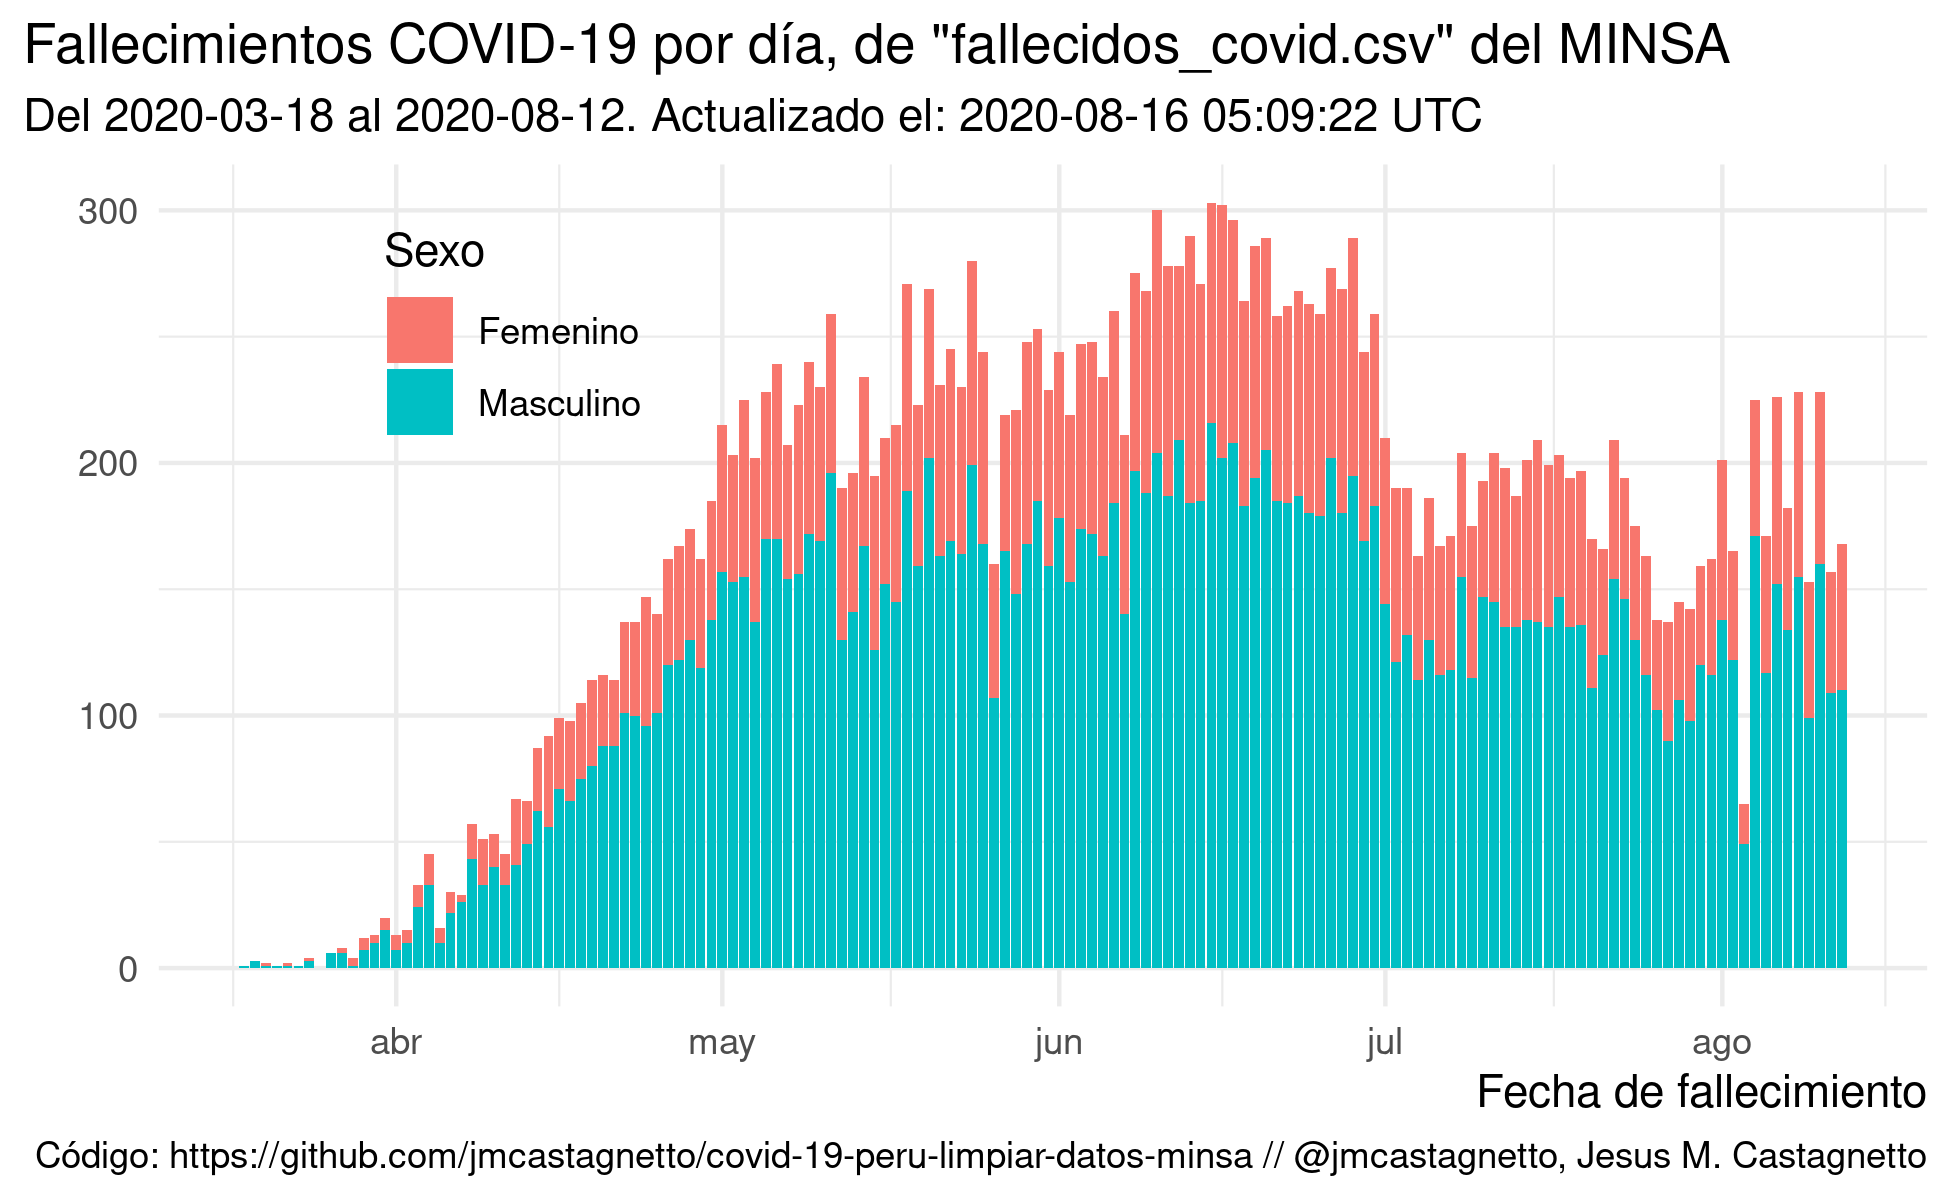 Fallecimientos COVID-19 por día, de "fallecidos_covid.csv" del MINSA
Del 2020-03-18 al 2020-08-12. Actualizado el: 2020-08-16 05:09:22 UTC
300
200
100
0
Sexo
Femenino
Masculino
abr may jun jul ago
Fecha de fallecimiento
Código: https://github.com/jmcastagnetto/covid-19-peru-limpiar-datos-minsa // @jmcastagnetto, Jesus M. Castagnetto